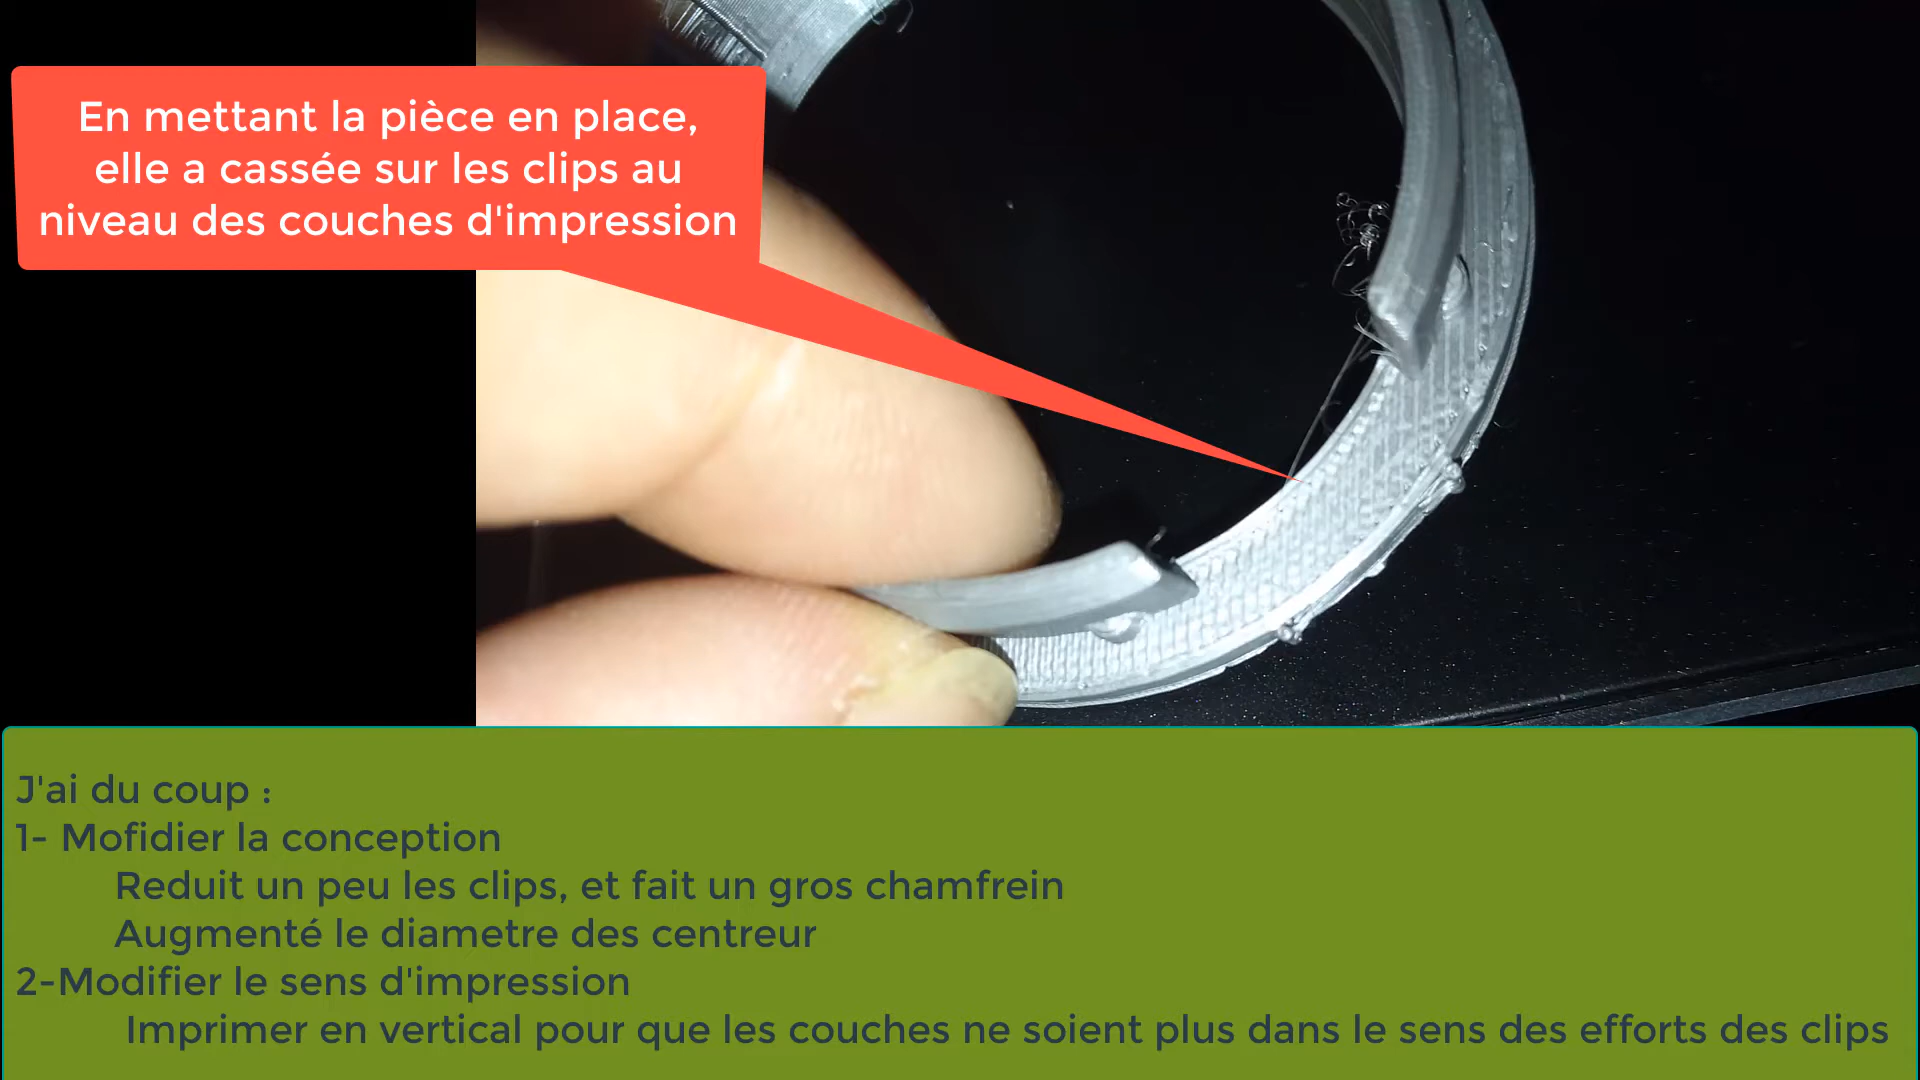 En mettant la pièce en place,
elle a cassée sur les clips au
niveau des couches d'impression
J'ai du coup :
1- Mofidier la conception
Reduit un peu les clips, et fait un gros chamfrein
Augmenté le diametre des centreur
2-Modifier le sens d'impression
Imprimer en vertical pour que les couches ne soient plus dans le sens des efforts des clips